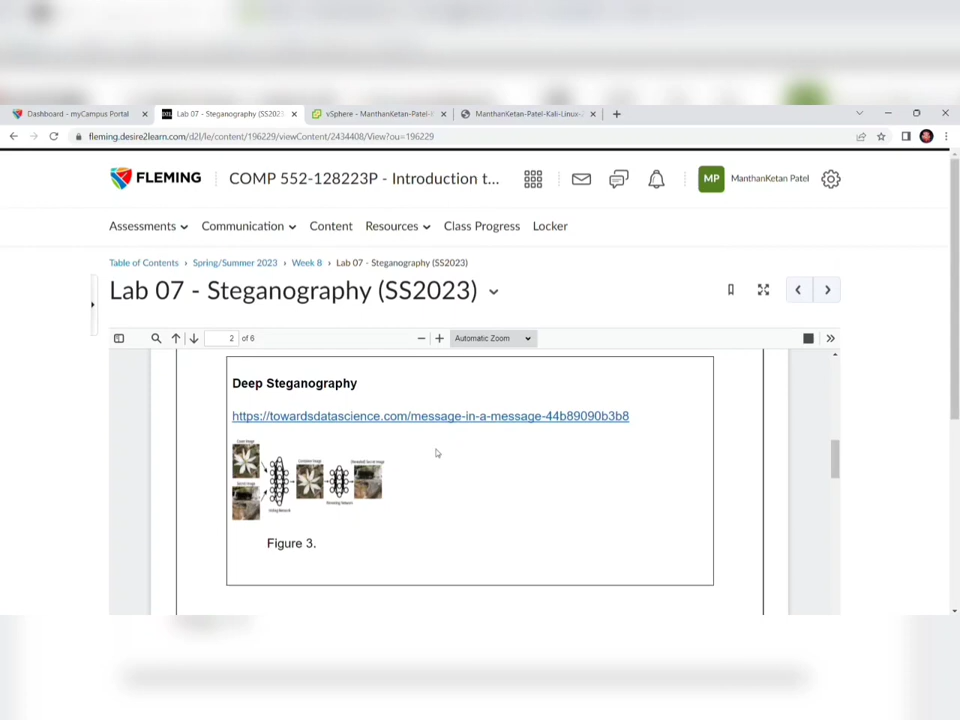 Dashboard - myCampus Portal
Lab 07 - Steganography (SS2023
vSphere - ManthanKetan-Patel-
ManthanKetan-Patel-Kali-Linux-
fleming.desire2learn.com/d2l/le/content/196229/viewContent/2434408/View?ou=196229
FLEMING
COMP 552-128223P - Introduction t...
MP
ManthanKetan Patel
Assessments
Communication
Content
Resources
Class Progress
Locker
Table of Contents › Spring/Summer 2023 › Week 8 › Lab 07 - Steganography (SS2023)
Lab 07 - Steganography (SS2023)
2 of 6
Automatic Zoom
Deep Steganography
https://towardsdatascience.com/message-in-a-message-44b89090b3b8
Figure 3.